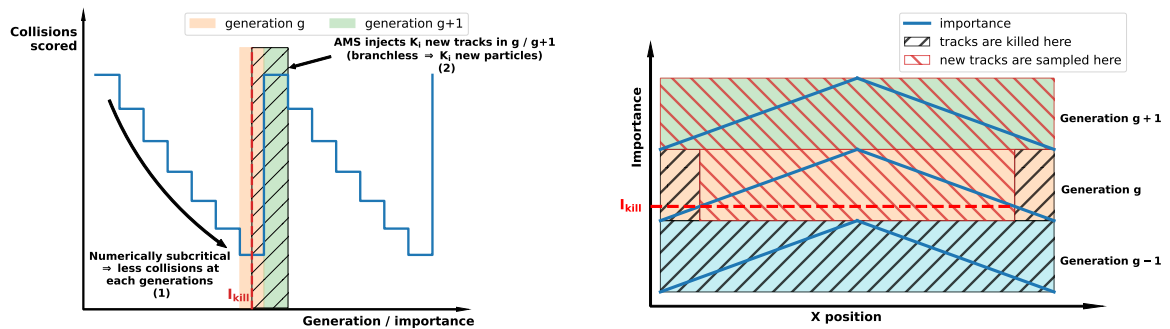 generation g
generation g+1
Collisions
scored
AMS injects Ki new tracks in g / g+1
(branchless ⇒ Ki new particles)
(2)
Numerically subcritical
⇒ less collisions at
each generations
(1)
Ikill
Generation / importance
importance
tracks are killed here
new tracks are sampled here
Importance
Generation g + 1
Generation g
Ikill
Generation g − 1
X position